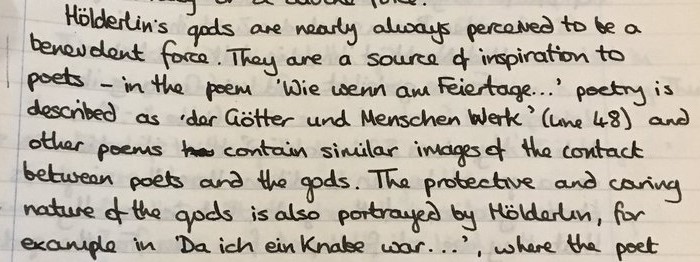 Hölderlin's gods are nearly always perceived to be a
benevolent force. They are a source of inspiration to
poets – in the poem 'Wie wenn am Feiertage...' poetry is
described as 'der Götter und Menschen Werk' (line 48) and
other poems contain similar images of the contact
between poets and the gods. The protective and caring
nature of the gods is also portrayed by Hölderlin, for
example in 'Da ich ein Knabe war...', where the poet